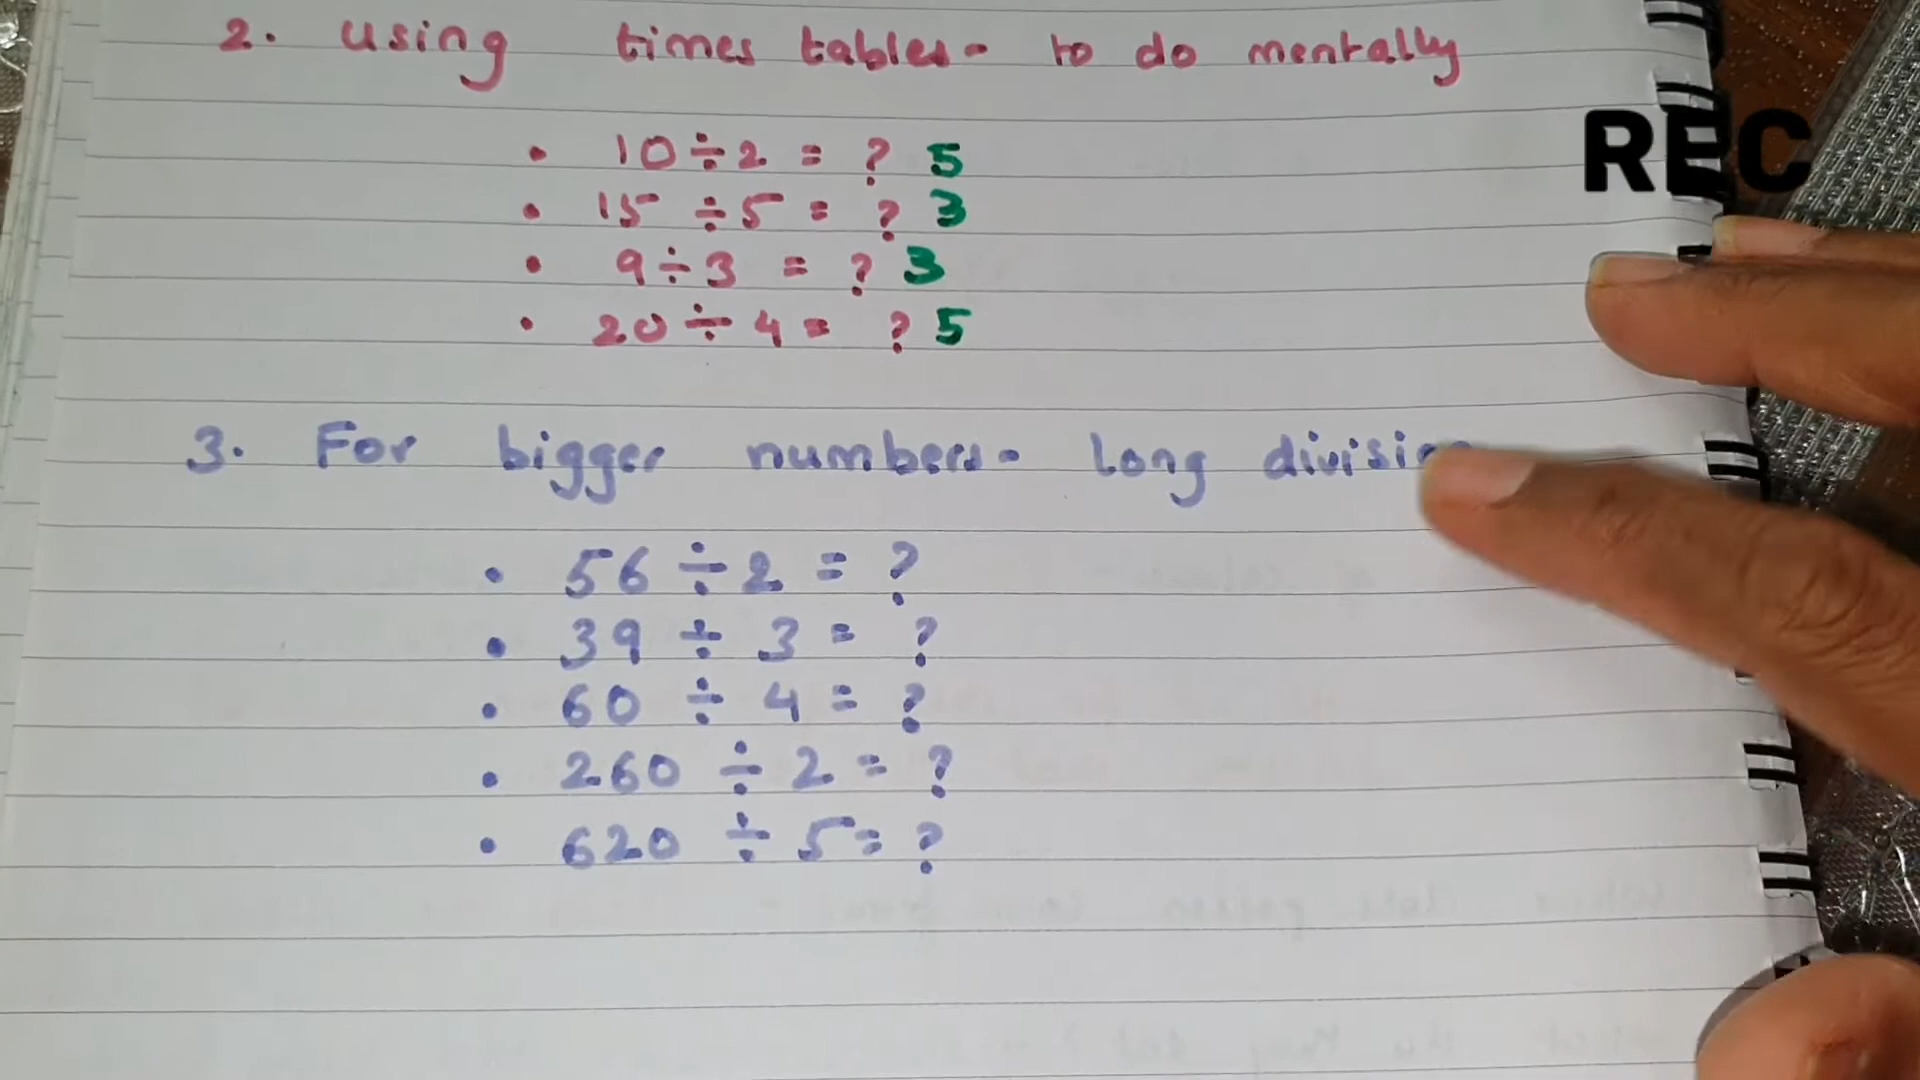 2. using times tables- to do mentally
REC
• 10 ÷ 2 = ? 5
• 15 ÷ 5 = ? 3
• 9 ÷ 3 = ? 3
• 20 ÷ 4 = ? 5
3. For bigger numbers- long
• 56 ÷ 2 = ?
• 39 ÷ 3 = ?
• 60 ÷ 4 = ?
• 260 ÷ 2 = ?
• 620 ÷ 5 = ?